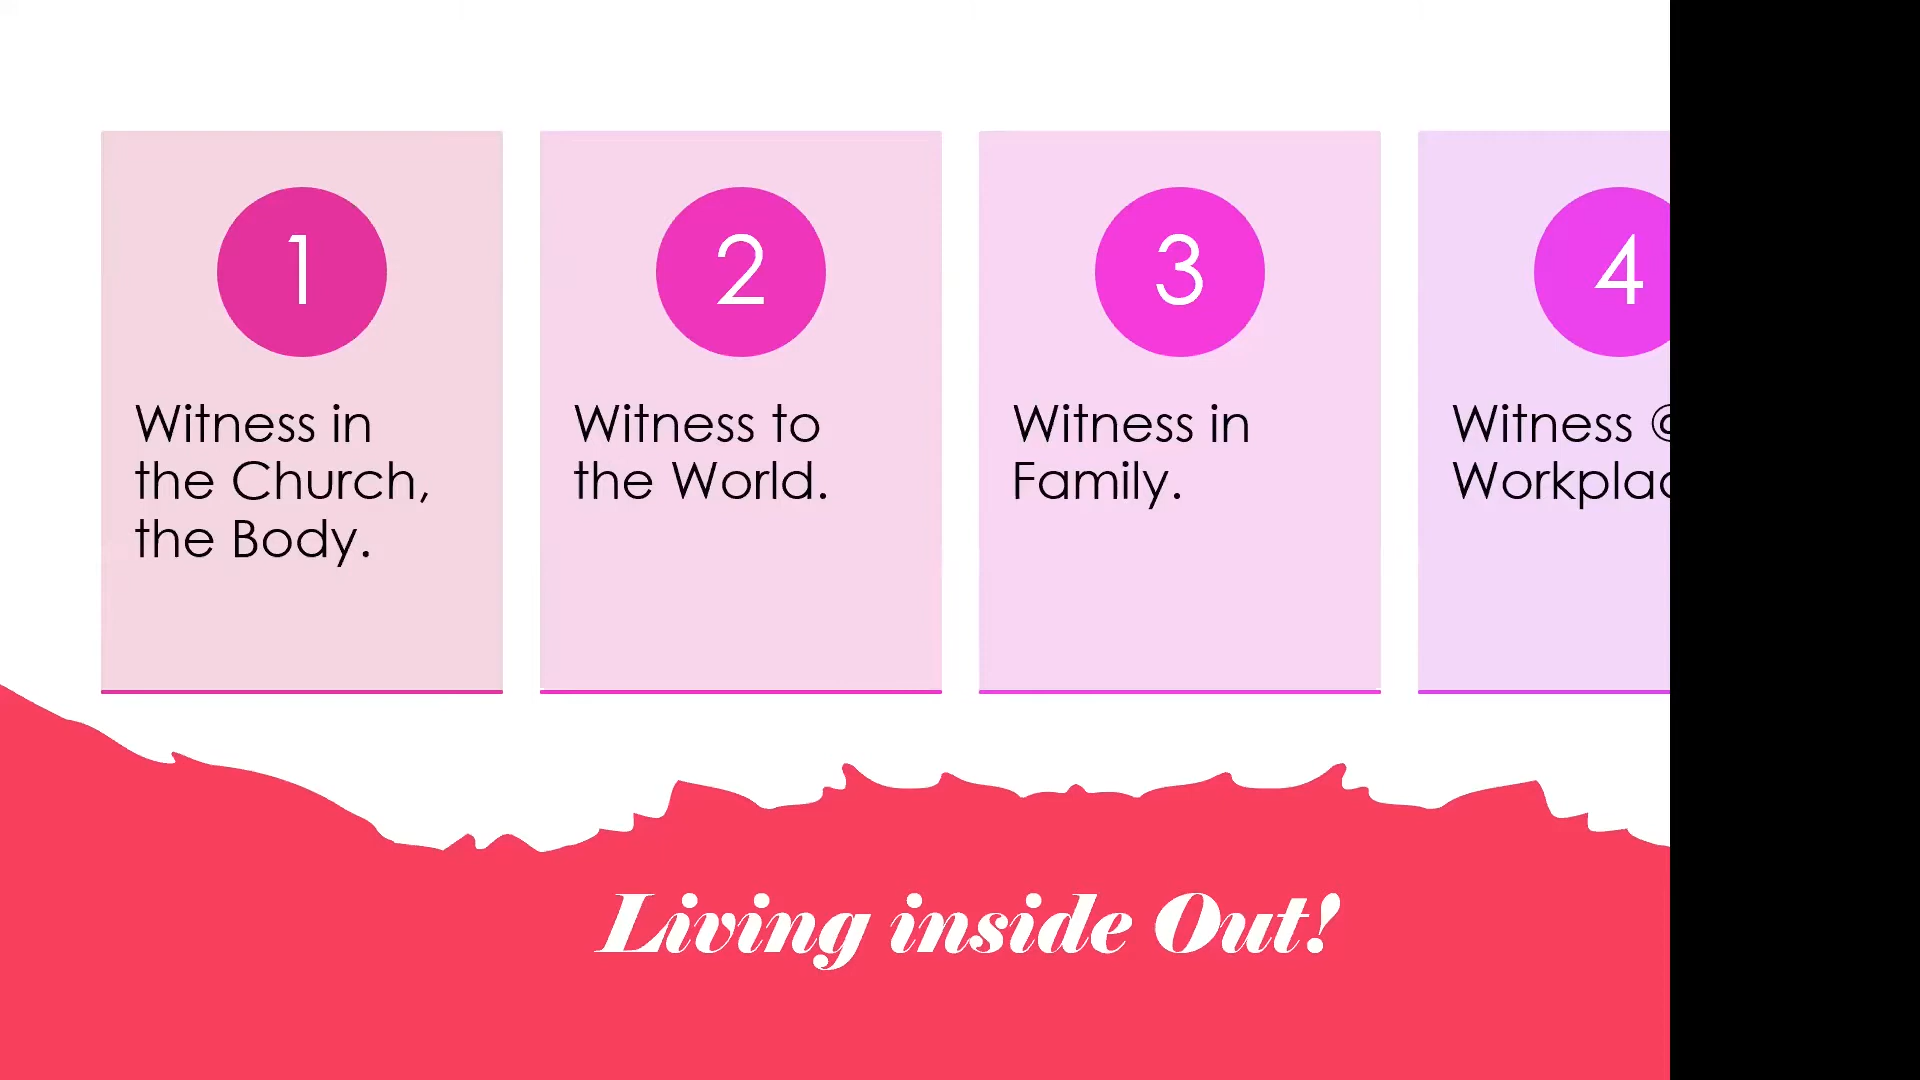 1
Witness in
the Church,
the Body.
2
Witness to
the World.
3
Witness in
Family.
4
Witness
Living inside Out!